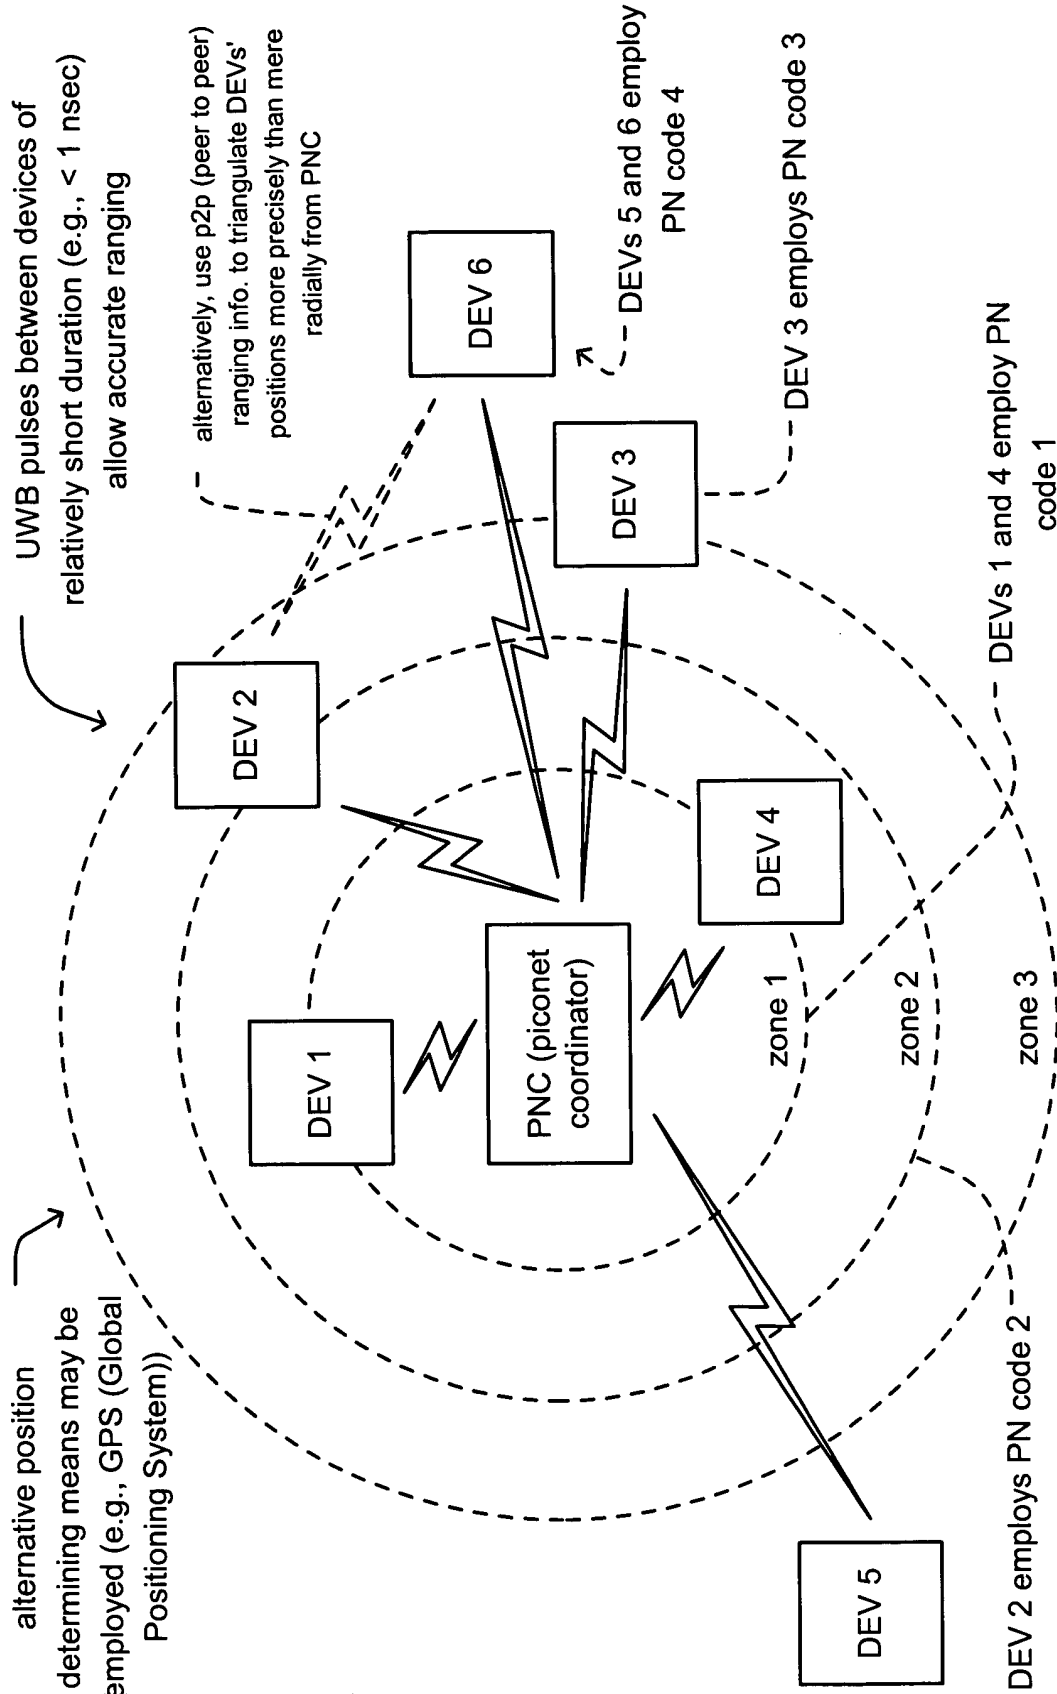 alternative position
determining means may be
employed (e.g., GPS (Global
Positioning System))
UWB pulses between devices of
relatively short duration (e.g., < 1 nsec)
allow accurate ranging
alternatively, use p2p (peer to peer)
ranging info. to triangulate DEVs'
positions more precisely than mere
radially from PNC
DEV 1
DEV 2
DEV 6
PNC (piconet
coordinator)
DEV 3
DEVs 5 and 6 employ
PN code 4
DEV 4
zone 1
DEV 3 employs PN code 3
DEV 5
zone 2
zone 3
DEV 2 employs PN code 2
DEVs 1 and 4 employ PN
code 1